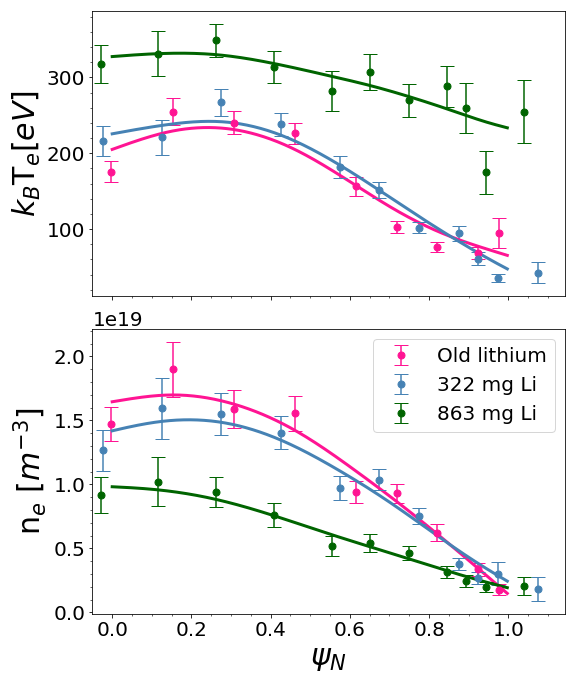 300
200
100
k_BT_e[eV]
1e19
2.0
1.5
1.0
0.5
0.0
n_e [m^{-3}]
Old lithium
322 mg Li
863 mg Li
0.0 0.2 0.4 0.6 0.8 1.0
ψ_N